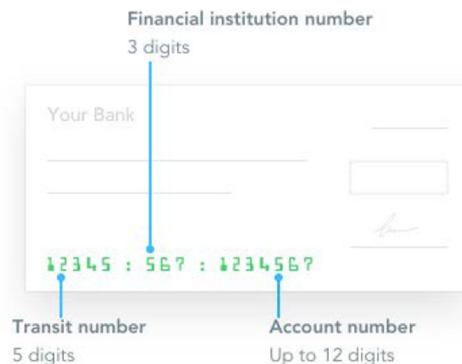 Financial institution number
3 digits
Your Bank
12345 : 567 : 1234567
Transit number
5 digits
Account number
Up to 12 digits